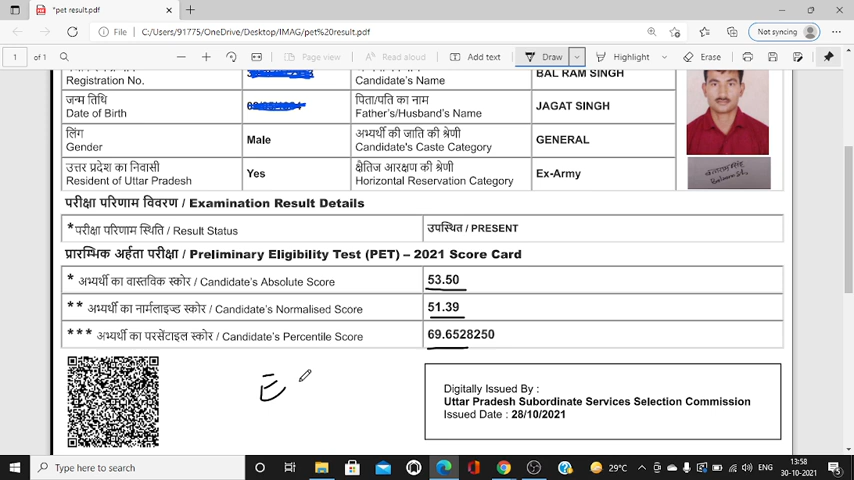 *pet result.pdf
File
C:/Users/91775/OneDrive/Desktop/IMAG/pet%20result.pdf
Not syncing
1 of 1
Page view
Read aloud
Add text
Draw
Highlight
Erase
Registration No.
Candidate's Name
BAL RAM SINGH
जन्म तिथि
Date of Birth
पिता/पति का नाम
Father's/Husband's Name
JAGAT SINGH
लिंग
Gender
Male
अभ्यर्थी की जाति की श्रेणी
Candidate's Caste Category
GENERAL
उत्तर प्रदेश का निवासी
Resident of Uttar Pradesh
Yes
क्षैतिज आरक्षण की श्रेणी
Horizontal Reservation Category
Ex-Army
परीक्षा परिणाम विवरण / Examination Result Details
*परीक्षा परिणाम स्थिति / Result Status
उपस्थित / PRESENT
प्रारम्भिक अर्हता परीक्षा / Preliminary Eligibility Test (PET) – 2021 Score Card
* अभ्यर्थी का वास्तविक स्कोर / Candidate's Absolute Score
53.50
** अभ्यर्थी का नार्मलाइज्ड स्कोर / Candidate's Normalised Score
51.39
*** अभ्यर्थी का परसेंटाइल स्कोर / Candidate's Percentile Score
69.6528250
Digitally Issued By :
Uttar Pradesh Subordinate Services Selection Commission
Issued Date : 28/10/2021
Type here to search
29°C
ENG
13:58
30-10-2021